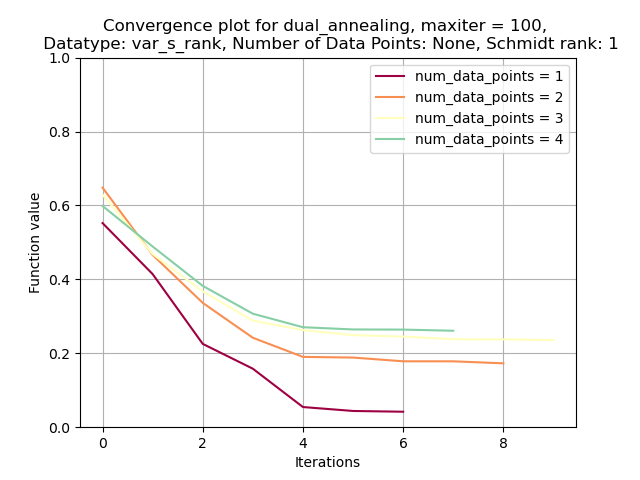 Convergence plot for dual_annealing, maxiter = 100,
Datatype: var_s_rank, Number of Data Points: None, Schmidt rank: 1
num_data_points = 1
num_data_points = 2
num_data_points = 3
num_data_points = 4
Function value
1.0
0.8
0.6
0.4
0.2
0.0
0 2 4 6 8
Iterations